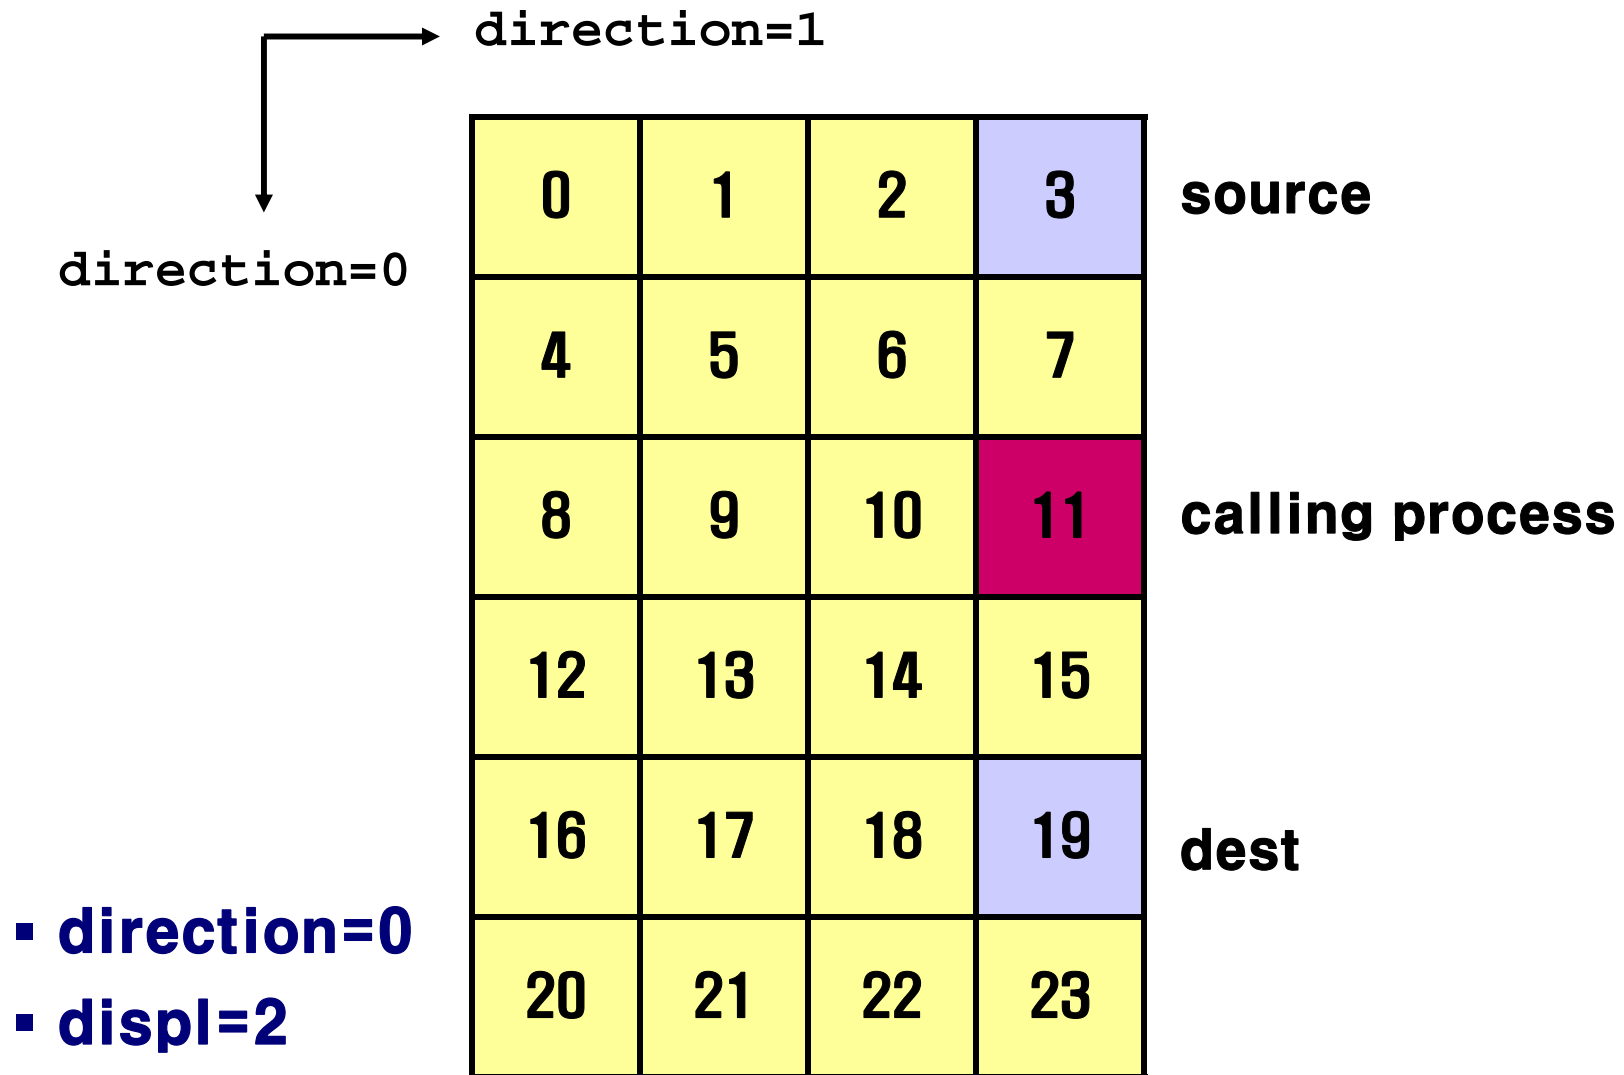 direction=1
direction=0
0 1 2 3 source
4 5 6 7
8 9 10 11 calling process
12 13 14 15
16 17 18 19 dest
20 21 22 23
▪ direction=0
▪ displ=2